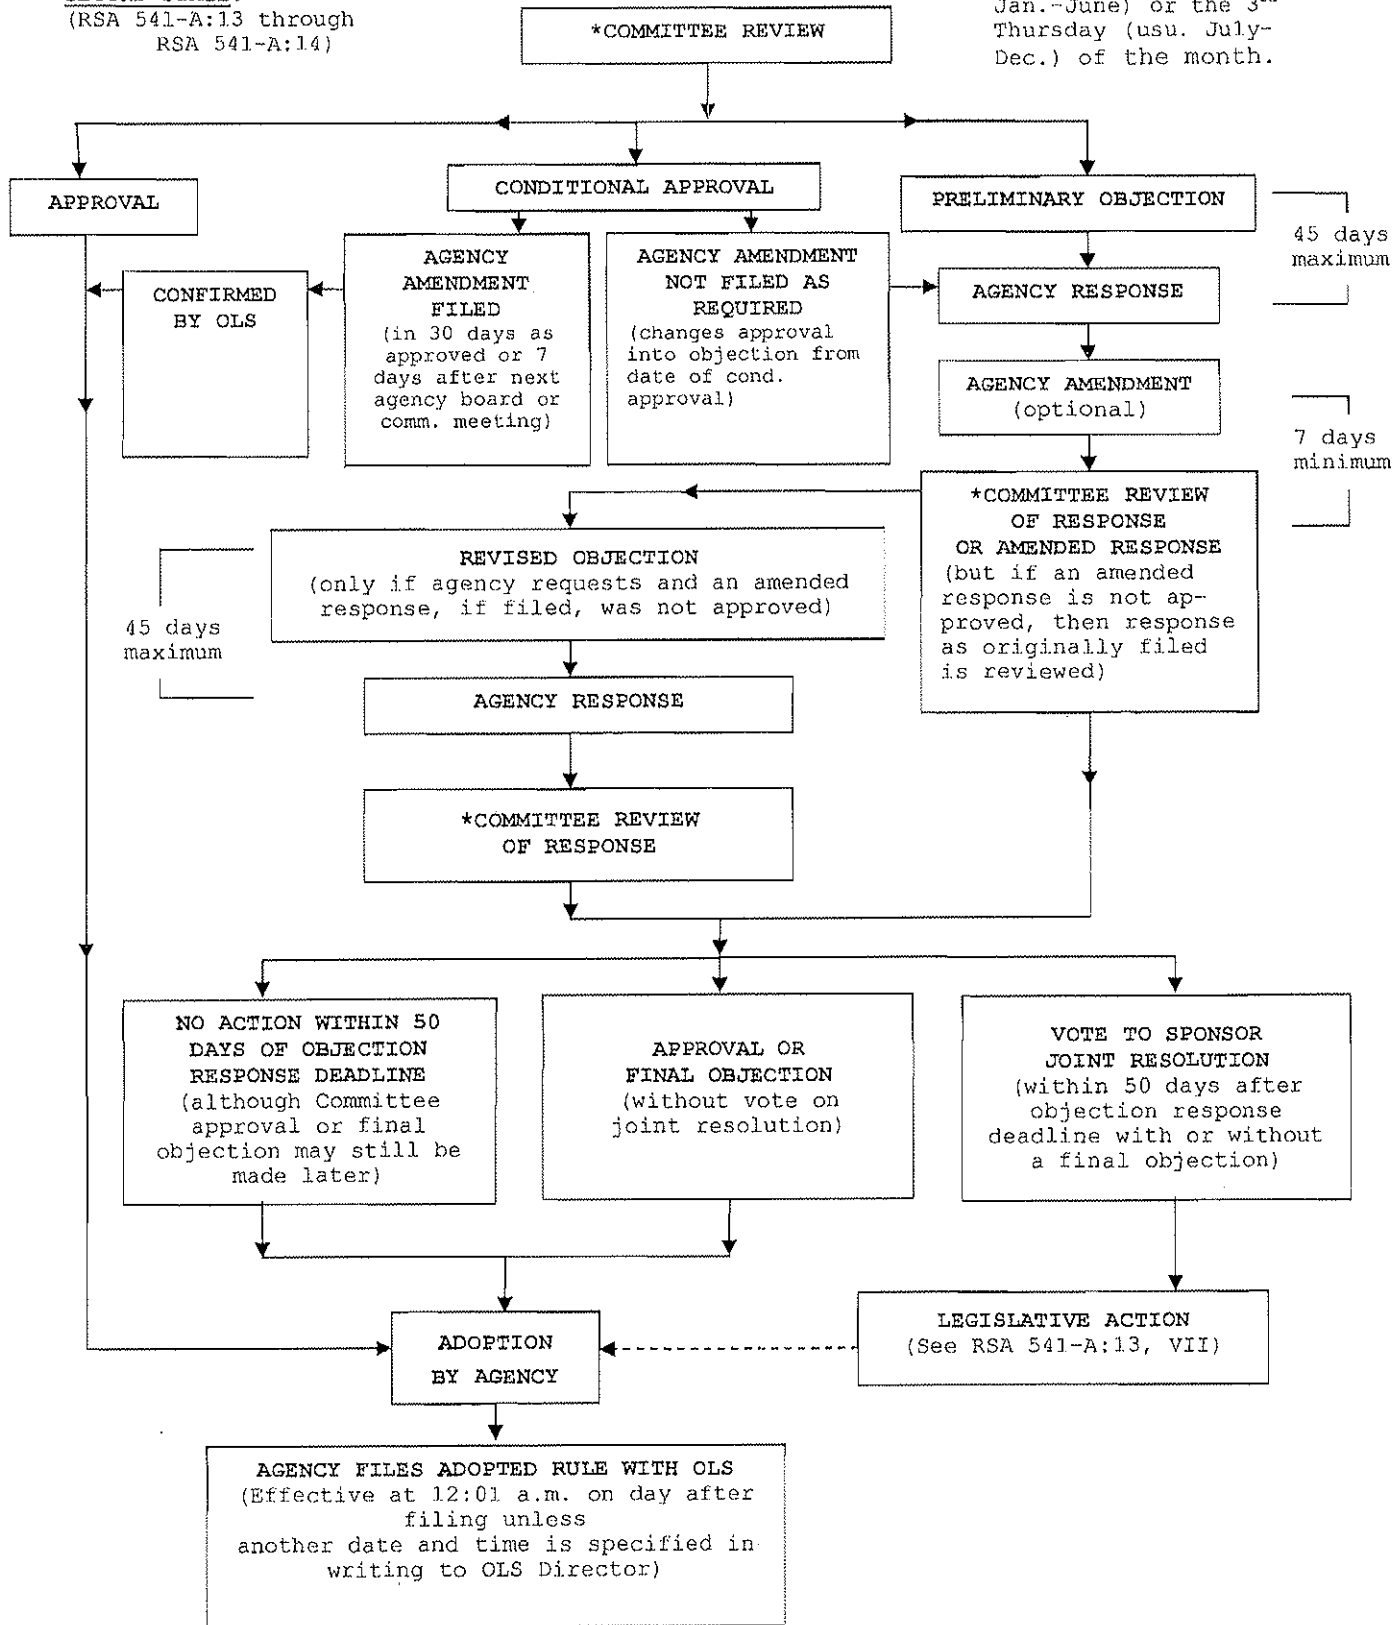 (RSA 541-A:13 through
RSA 541-A:14)
*COMMITTEE REVIEW
Jan.-June) or the 3rd
Thursday (usu. July-
Dec.) of the month.
APPROVAL
CONDITIONAL APPROVAL
PRELIMINARY OBJECTION
45 days
maximum
CONFIRMED
BY OLS
AGENCY
AMENDMENT
FILED
(in 30 days as
approved or 7
days after next
agency board or
comm. meeting)
AGENCY AMENDMENT
NOT FILED AS
REQUIRED
(changes approval
into objection from
date of cond.
approval)
AGENCY RESPONSE
AGENCY AMENDMENT
(optional)
7 days
minimum
*COMMITTEE REVIEW
OF RESPONSE
OR AMENDED RESPONSE
(but if an amended
response is not ap-
proved, then response
as originally filed
is reviewed)
REVISED OBJECTION
(only if agency requests and an amended
response, if filed, was not approved)
45 days
maximum
AGENCY RESPONSE
*COMMITTEE REVIEW
OF RESPONSE
NO ACTION WITHIN 50
DAYS OF OBJECTION
RESPONSE DEADLINE
(although Committee
approval or final
objection may still be
made later)
APPROVAL OR
FINAL OBJECTION
(without vote on
joint resolution)
VOTE TO SPONSOR
JOINT RESOLUTION
(within 50 days after
objection response
deadline with or without
a final objection)
ADOPTION
BY AGENCY
LEGISLATIVE ACTION
(See RSA 541-A:13, VII)
AGENCY FILES ADOPTED RULE WITH OLS
(Effective at 12:01 a.m. on day after
filing unless
another date and time is specified in
writing to OLS Director)